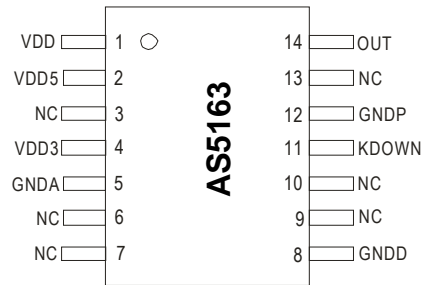 VDD 1 14 OUT
VDD5 2 13 NC
NC 3 12 GNDP
VDD3 4 11 KDOWN
GNDA 5 10 NC
NC 6 9 NC
NC 7 8 GNDD
AS5163